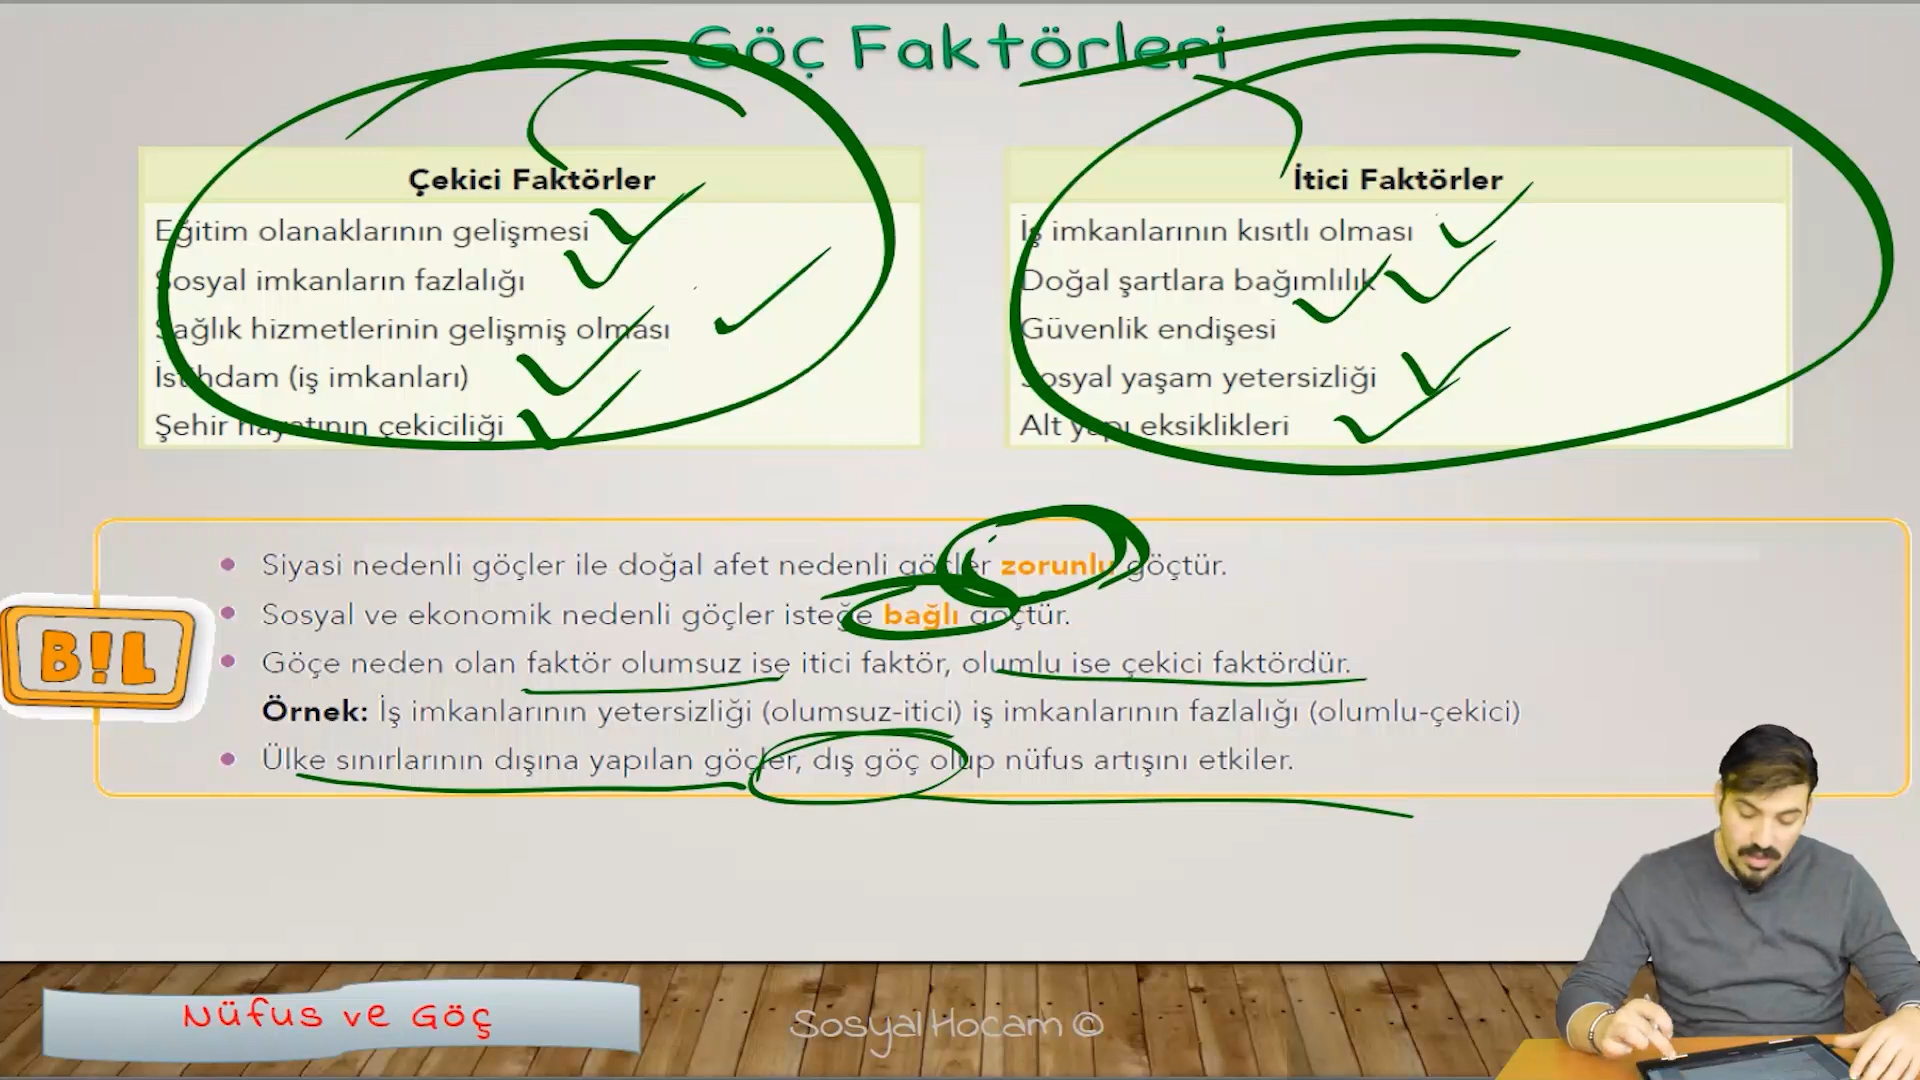 Göç Faktörleri
Çekici Faktörler
Eğitim olanaklarının gelişmesi
Sosyal imkanların fazlalığı
Sağlık hizmetlerinin gelişmiş olması
İstihdam (iş imkanları)
Şehir hayatının çekiciliği
İtici Faktörler
İş imkanlarının kısıtlı olması
Doğal şartlara bağımlılık
Güvenlik endişesi
Sosyal yaşam yetersizliği
Alt yapı eksiklikleri
B!L
Siyasi nedenli göçler ile doğal afet nedenli göçler zorunlu göçtür.
Sosyal ve ekonomik nedenli göçler isteğe bağlı göçtür.
Göçe neden olan faktör olumsuz ise itici faktör, olumlu ise çekici faktördür.
Örnek: İş imkanlarının yetersizliği (olumsuz-itici) iş imkanlarının fazlalığı (olumlu-çekici)
Ülke sınırlarının dışına yapılan göçler, dış göç olup nüfus artışını etkiler.
Nüfus ve Göç
Sosyal Hocam ©